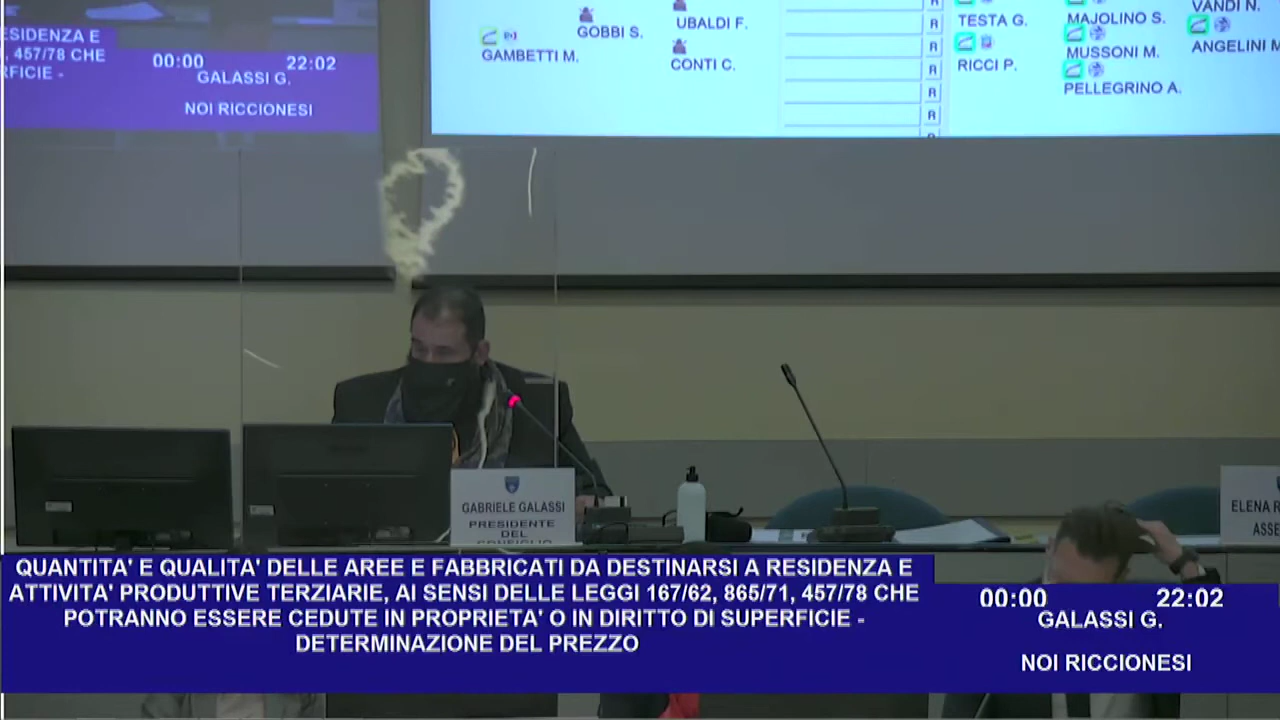 ESIDENZA E
, 457/78 CHE
RFICIE -
00:00 22:02
GALASSI G.
NOI RICCIONESI
GAMBETTI M.
GOBBI S.
UBALDI F.
CONTI C.
R
R
R
R
R
R
TESTA G.
RICCI P.
MAJOLINO S.
MUSSONI M.
PELLEGRINO A.
VANDI N.
ANGELINI M
GABRIELE GALASSI
PRESIDENTE
DEL
CONSIGLIO
ELENA R
ASSE
QUANTITA' E QUALITA' DELLE AREE E FABBRICATI DA DESTINARSI A RESIDENZA E
ATTIVITA' PRODUTTIVE TERZIARIE, AI SENSI DELLE LEGGI 167/62, 865/71, 457/78 CHE
POTRANNO ESSERE CEDUTE IN PROPRIETA' O IN DIRITTO DI SUPERFICIE -
DETERMINAZIONE DEL PREZZO
00:00 22:02
GALASSI G.
NOI RICCIONESI